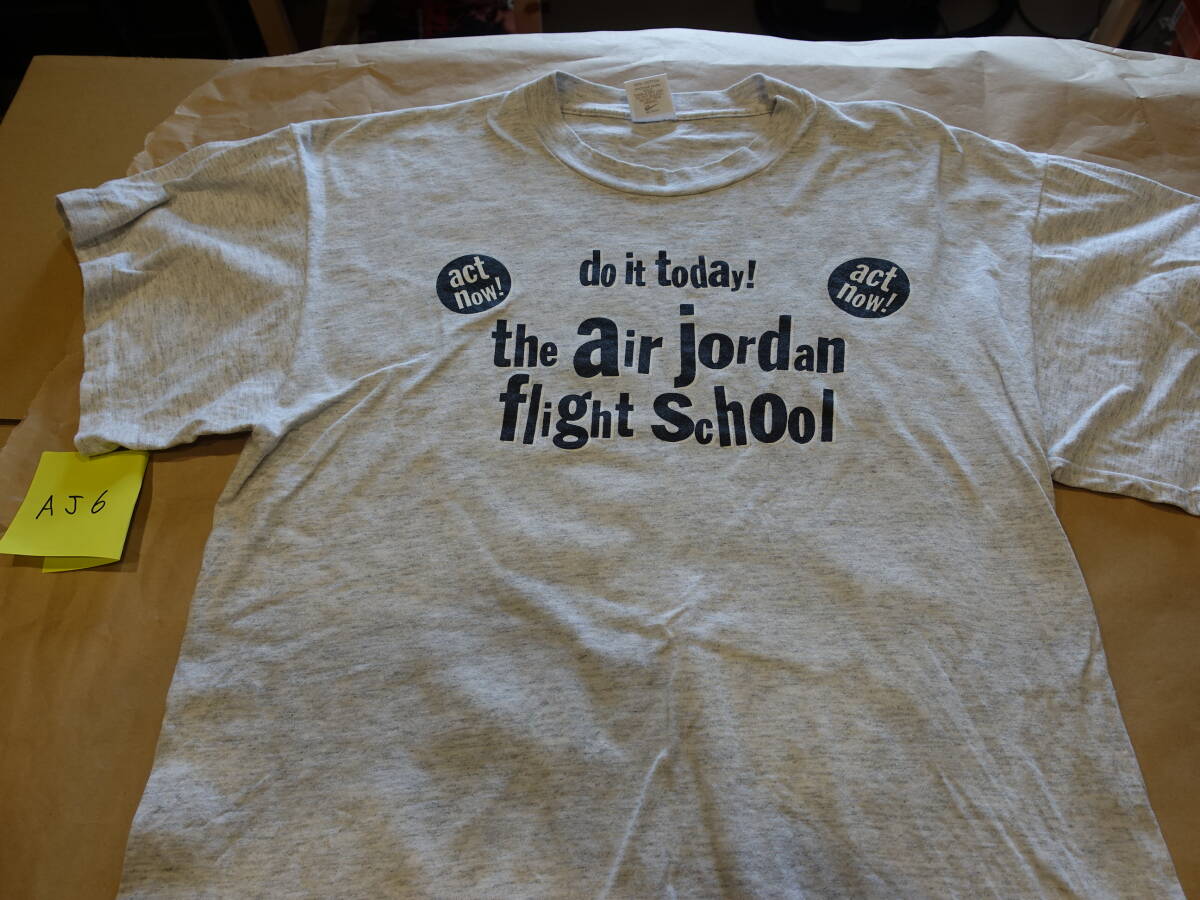 do it today!
act
now!
act
now!
the air jordan
flight school
AJ6